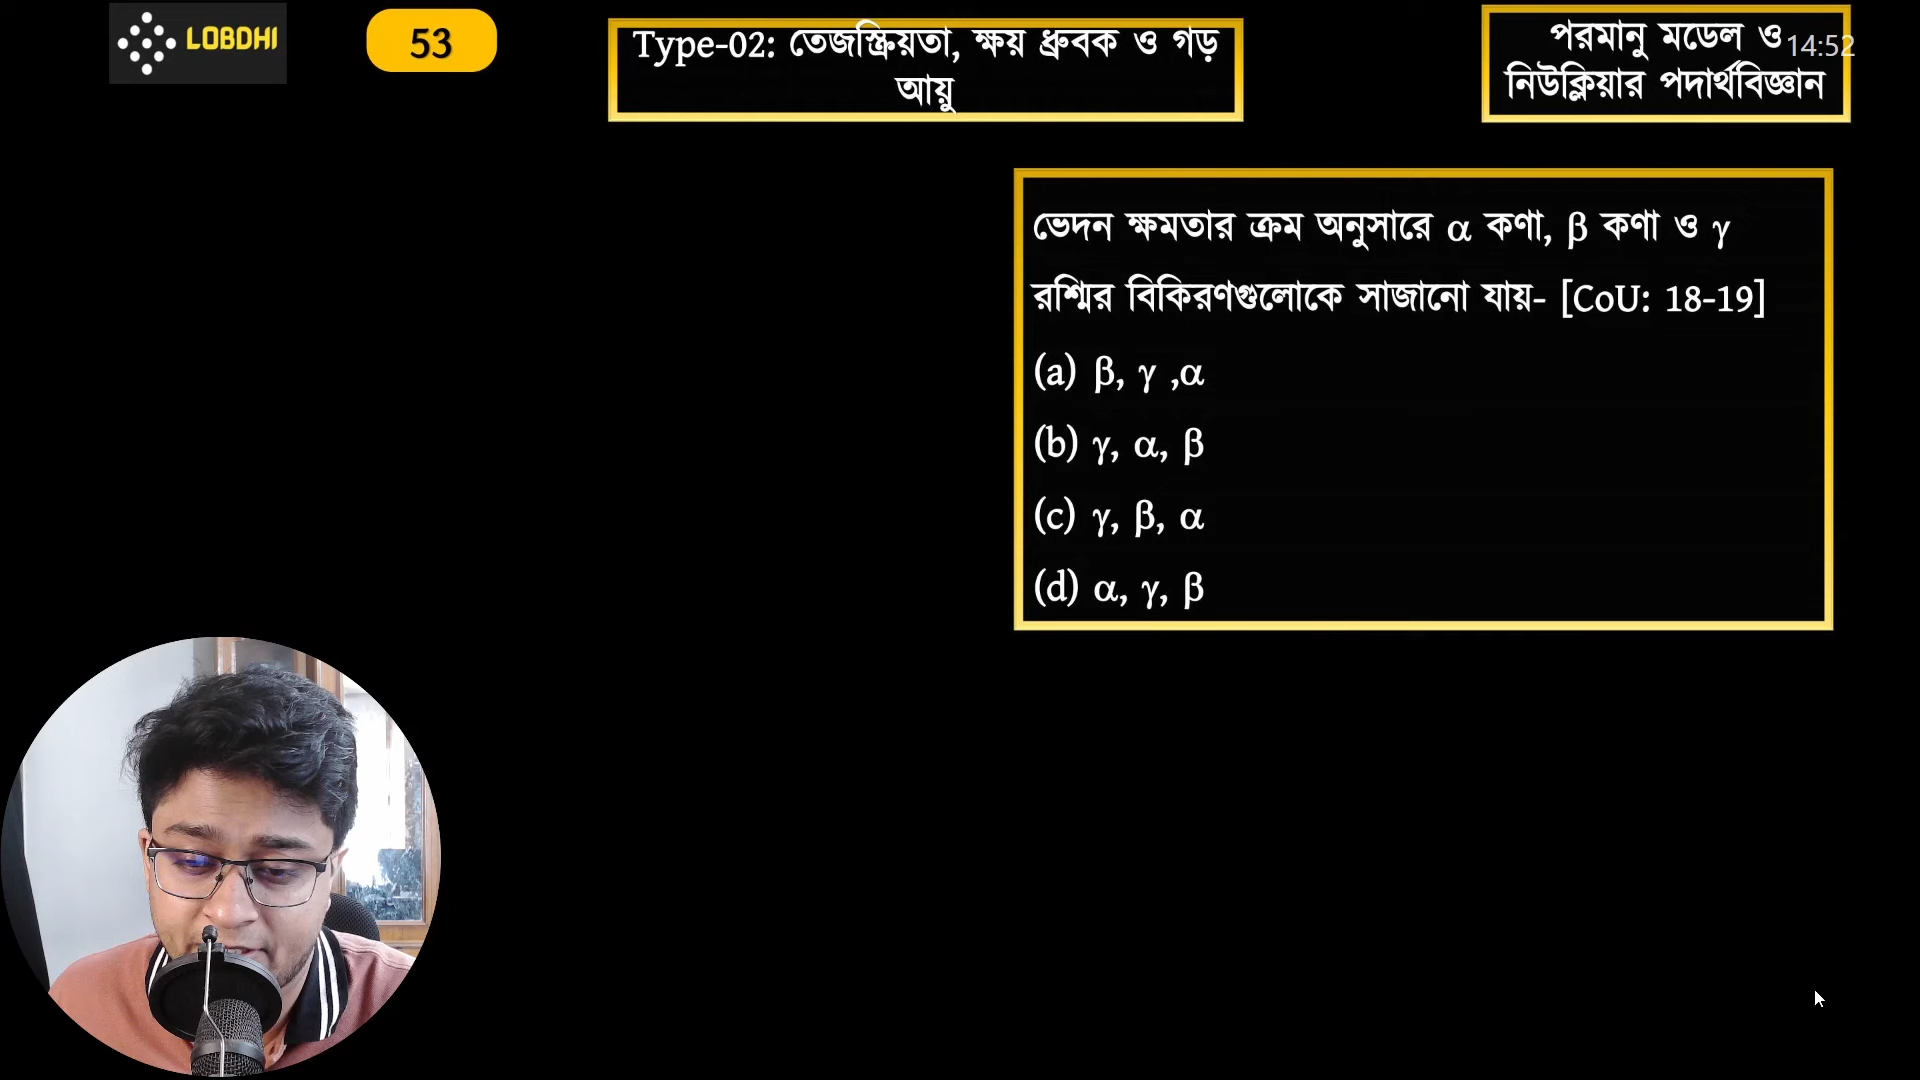 LOBDHI
53
Type-02: তেজস্ক্রিয়তা, ক্ষয় ধ্রুবক ও গড়
আয়ু
পরমানু মডেল ও
14:52
নিউক্লিয়ার পদার্থবিজ্ঞান
ভেদন ক্ষমতার ক্রম অনুসারে α কণা, β কণা ও γ
রশ্মির বিকিরণগুলোকে সাজানো যায়- [CoU: 18-19]
(a) β, γ ,α
(b) γ, α, β
(c) γ, β, α
(d) α, γ, β